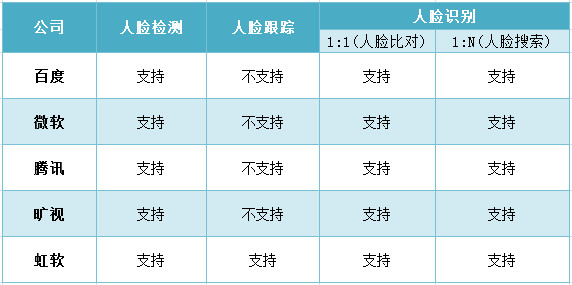 公司 人脸检测 人脸跟踪 人脸识别
1:1(人脸比对) 1:N(人脸搜索)
百度 支持 不支持 支持 支持
微软 支持 不支持 支持 支持
腾讯 支持 不支持 支持 支持
旷视 支持 不支持 支持 支持
虹软 支持 支持 支持 支持